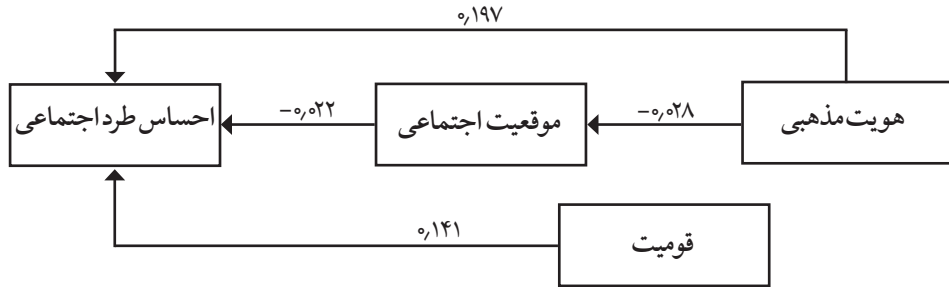 ۰٫۱۹۷
هویت مذهبی
-۰٫۰۲۸
موقعیت اجتماعی
-۰٫۰۲۲
احساس طرد اجتماعی
قومیت
۰٫۱۴۱